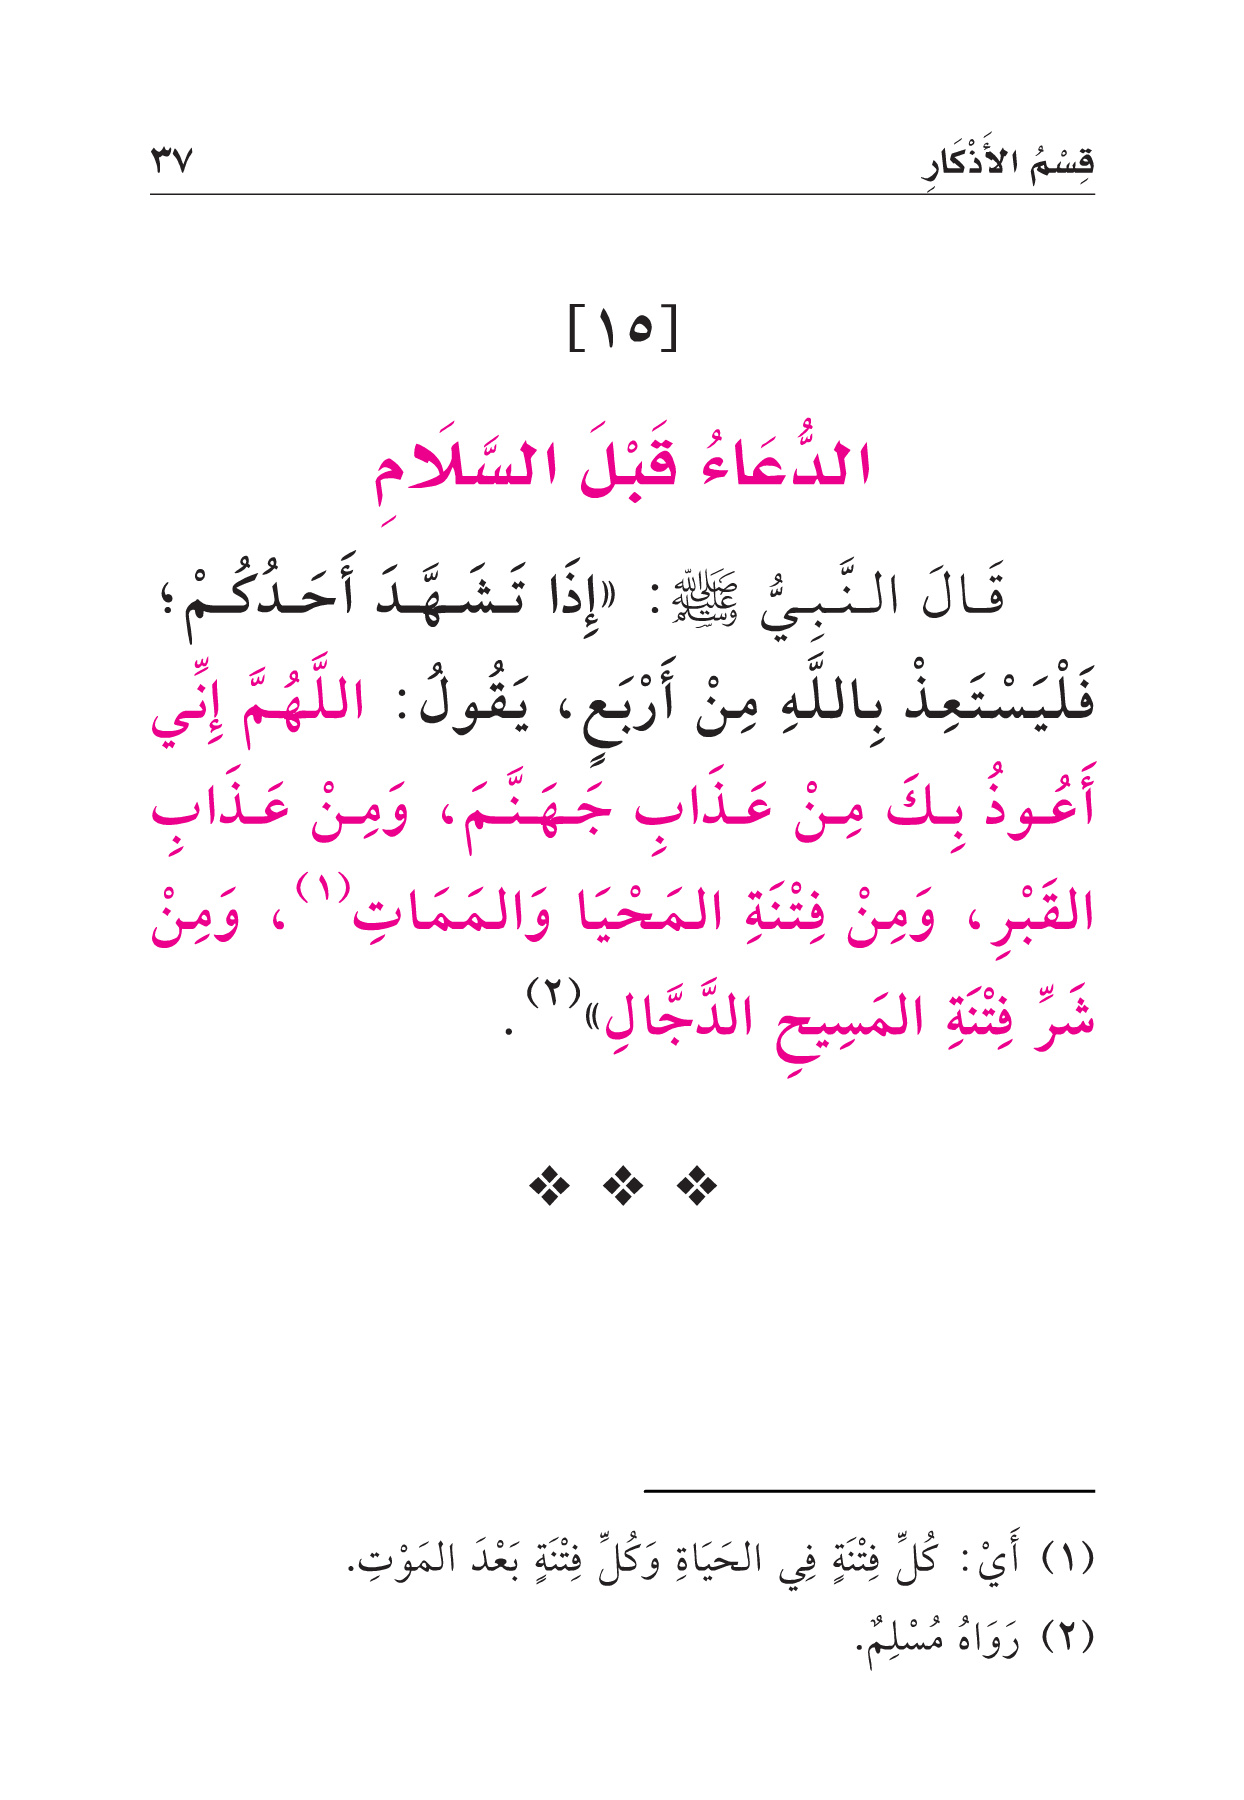 قِسْمُ الأَذْكَارِ ٣٧
[١٥]
الدُّعَاءُ قَبْلَ السَّلَامِ
قَالَ النَّبِيُّ ﷺ: «إِذَا تَشَهَّدَ أَحَدُكُمْ؛
فَلْيَسْتَعِذْ بِاللَّهِ مِنْ أَرْبَعٍ، يَقُولُ: اللَّهُمَّ إِنِّي
أَعُوذُ بِكَ مِنْ عَذَابِ جَهَنَّمَ، وَمِنْ عَذَابِ
القَبْرِ، وَمِنْ فِتْنَةِ المَحْيَا وَالمَمَاتِ(١)، وَمِنْ
شَرِّ فِتْنَةِ المَسِيحِ الدَّجَّالِ»(٢).
(١) أَيْ: كُلِّ فِتْنَةٍ فِي الحَيَاةِ وَكُلِّ فِتْنَةٍ بَعْدَ المَوْتِ.
(٢) رَوَاهُ مُسْلِمٌ.